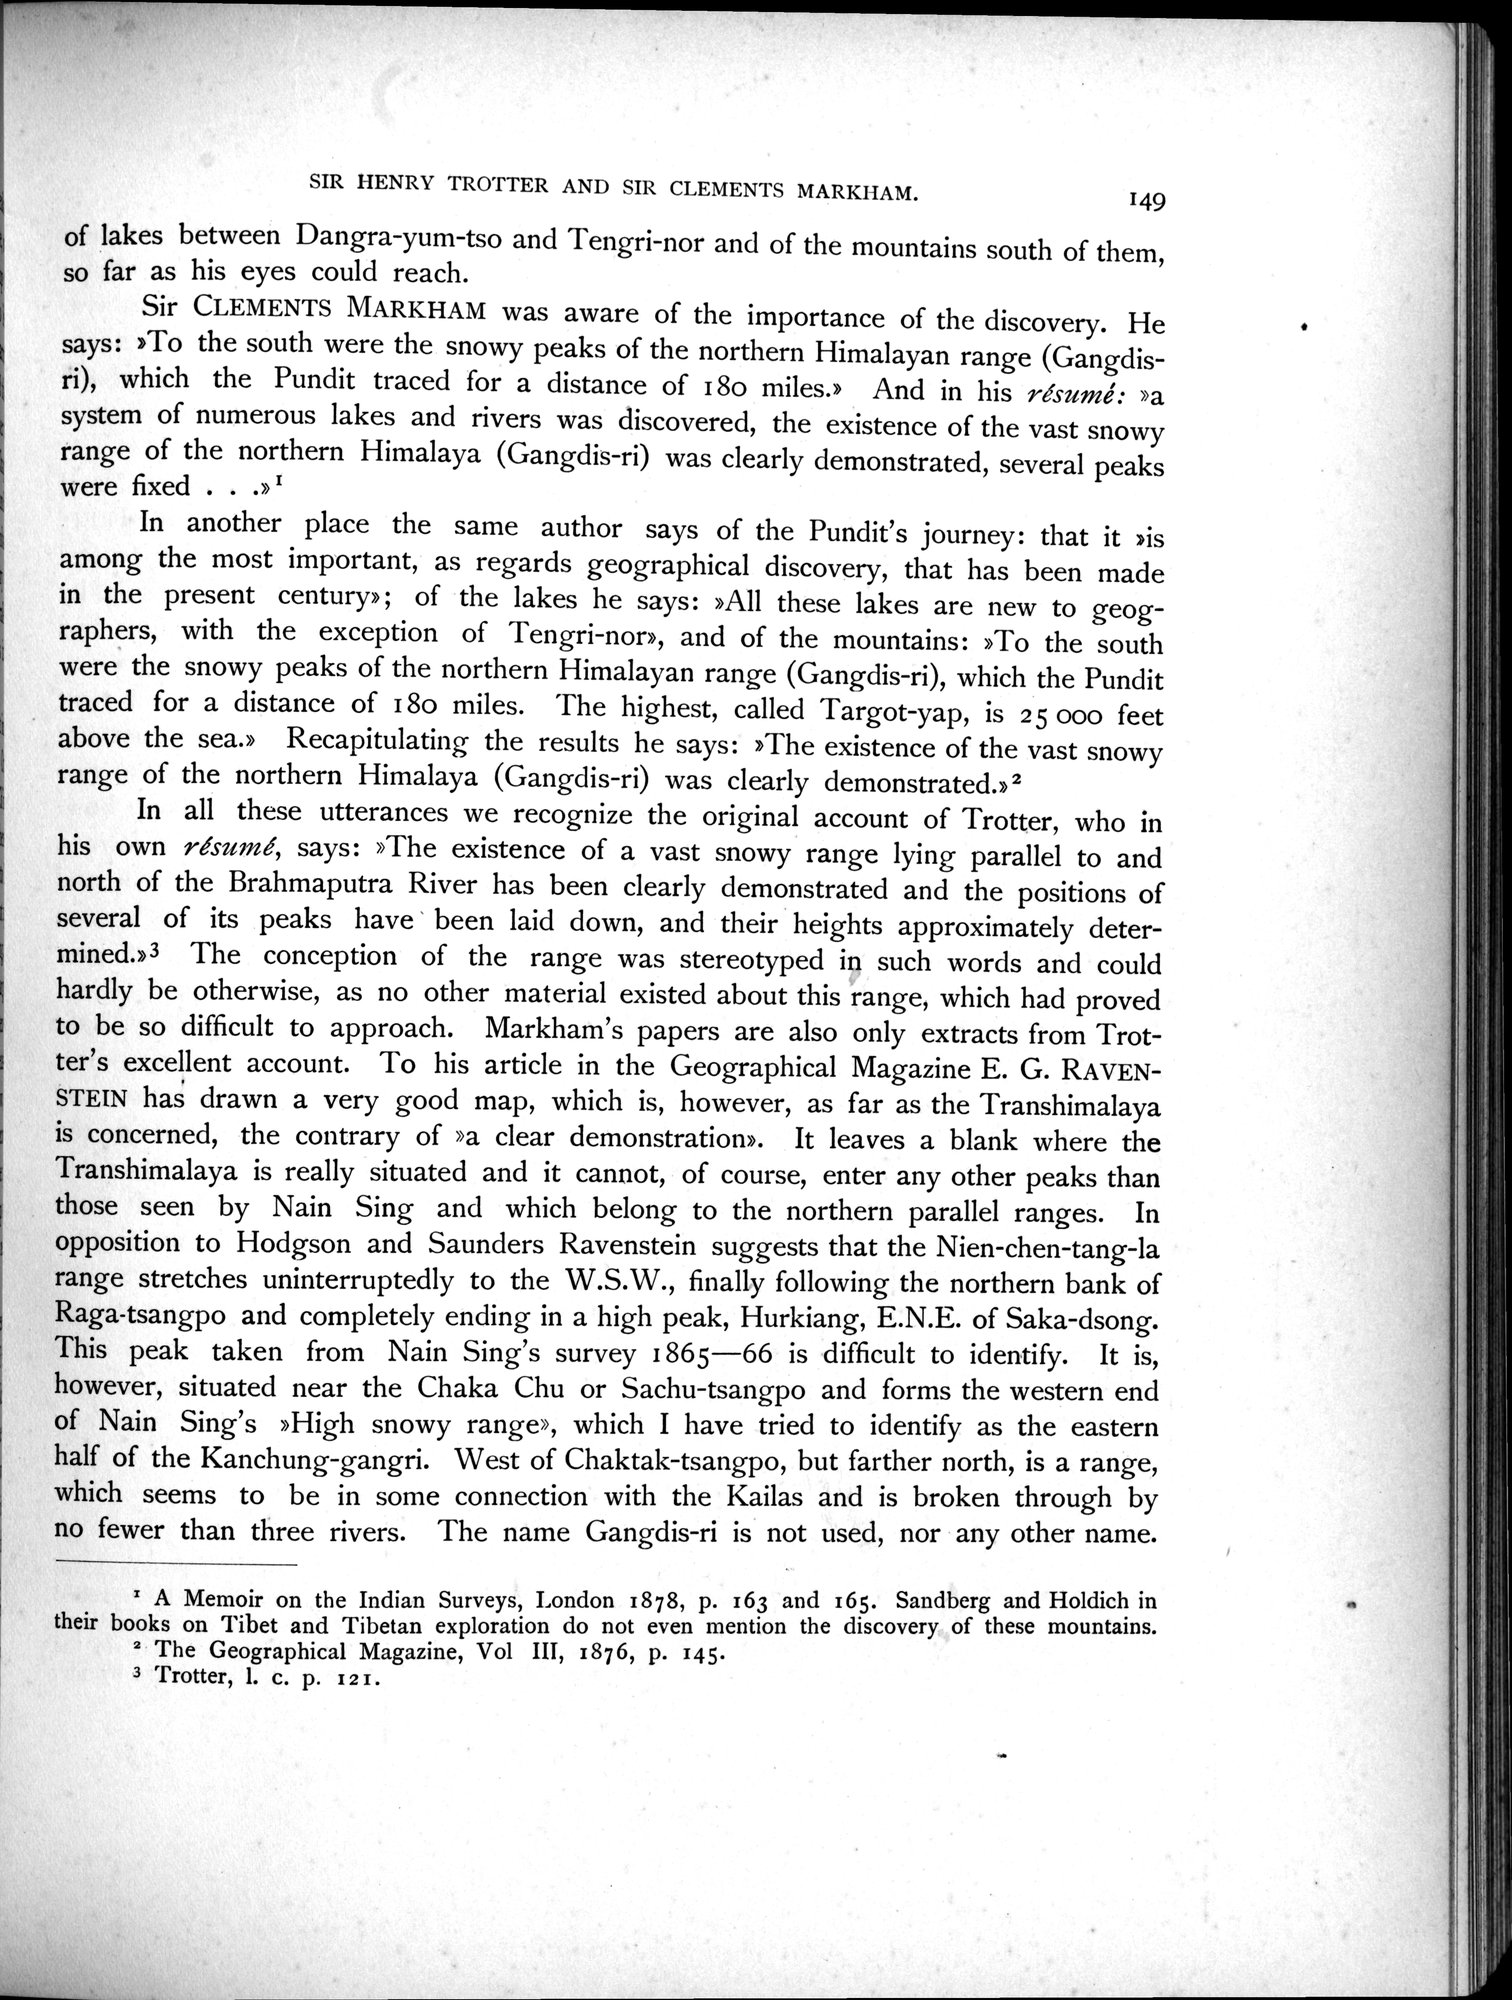 SIR HENRY TROTTER AND SIR CLEMENTS MARKHAM. 149
of lakes between Dangra-yum-tso and Tengri-nor and of the mountains south of them,
so far as his eyes could reach.
Sir CLEMENTS MARKHAM was aware of the importance of the discovery. He
says: »To the south were the snowy peaks of the northern Himalayan range (Gangdis-
ri), which the Pundit traced for a distance of 180 miles.» And in his résumé: »a
system of numerous lakes and rivers was discovered, the existence of the vast snowy
range of the northern Himalaya (Gangdis-ri) was clearly demonstrated, several peaks
were fixed . . .»¹
In another place the same author says of the Pundit's journey: that it »is
among the most important, as regards geographical discovery, that has been made
in the present century»; of the lakes he says: »All these lakes are new to geog-
raphers, with the exception of Tengri-nor», and of the mountains: »To the south
were the snowy peaks of the northern Himalayan range (Gangdis-ri), which the Pundit
traced for a distance of 180 miles. The highest, called Targot-yap, is 25 000 feet
above the sea.» Recapitulating the results he says: »The existence of the vast snowy
range of the northern Himalaya (Gangdis-ri) was clearly demonstrated.»²
In all these utterances we recognize the original account of Trotter, who in
his own résumé, says: »The existence of a vast snowy range lying parallel to and
north of the Brahmaputra River has been clearly demonstrated and the positions of
several of its peaks have been laid down, and their heights approximately deter-
mined.»³ The conception of the range was stereotyped in such words and could
hardly be otherwise, as no other material existed about this range, which had proved
to be so difficult to approach. Markham's papers are also only extracts from Trot-
ter's excellent account. To his article in the Geographical Magazine E. G. RAVEN-
STEIN has drawn a very good map, which is, however, as far as the Transhimalaya
is concerned, the contrary of »a clear demonstration». It leaves a blank where the
Transhimalaya is really situated and it cannot, of course, enter any other peaks than
those seen by Nain Sing and which belong to the northern parallel ranges. In
opposition to Hodgson and Saunders Ravenstein suggests that the Nien-chen-tang-la
range stretches uninterruptedly to the W.S.W., finally following the northern bank of
Raga-tsangpo and completely ending in a high peak, Hurkiang, E.N.E. of Saka-dsong.
This peak taken from Nain Sing's survey 1865—66 is difficult to identify. It is,
however, situated near the Chaka Chu or Sachu-tsangpo and forms the western end
of Nain Sing's »High snowy range», which I have tried to identify as the eastern
half of the Kanchung-gangri. West of Chaktak-tsangpo, but farther north, is a range,
which seems to be in some connection with the Kailas and is broken through by
no fewer than three rivers. The name Gangdis-ri is not used, nor any other name.
¹ A Memoir on the Indian Surveys, London 1878, p. 163 and 165. Sandberg and Holdich in
their books on Tibet and Tibetan exploration do not even mention the discovery of these mountains.
² The Geographical Magazine, Vol III, 1876, p. 145.
³ Trotter, l. c. p. 121.